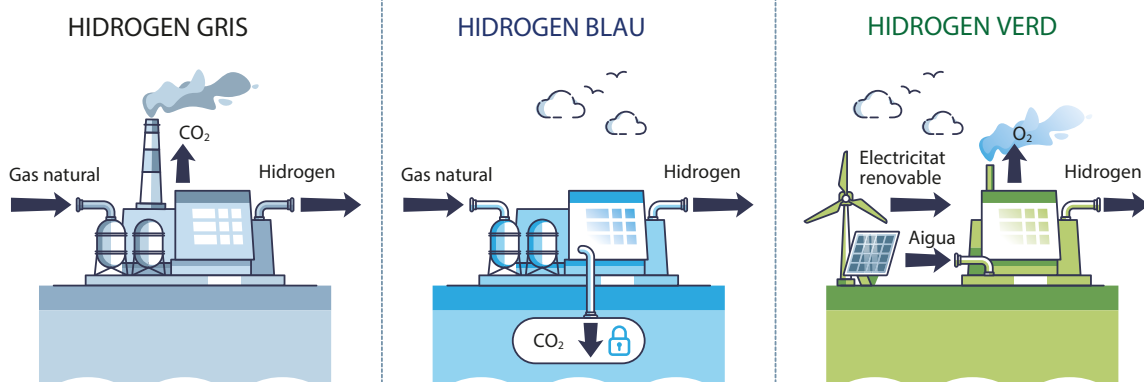 HIDROGEN GRIS
CO₂
Gas natural
Hidrogen
HIDROGEN BLAU
Gas natural
Hidrogen
CO₂
HIDROGEN VERD
O₂
Electricitat
renovable
Hidrogen
Aigua